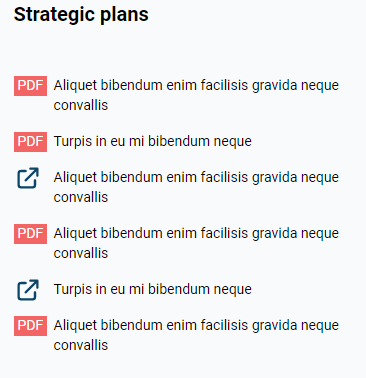 Strategic plans
PDF Aliquet bibendum enim facilisis gravida neque
convallis
PDF Turpis in eu mi bibendum neque
Aliquet bibendum enim facilisis gravida neque
convallis
PDF Aliquet bibendum enim facilisis gravida neque
convallis
Turpis in eu mi bibendum neque
PDF Aliquet bibendum enim facilisis gravida neque
convallis